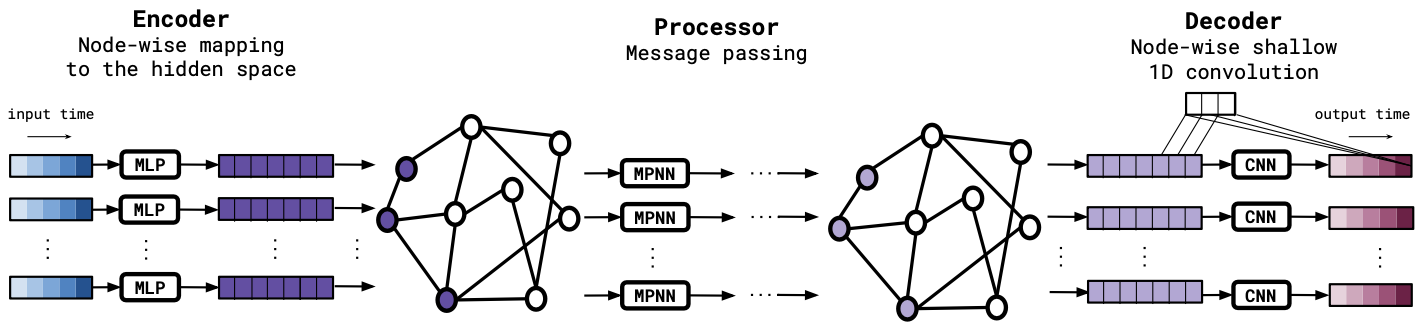 Encoder
Node-wise mapping
to the hidden space
Processor
Message passing
Decoder
Node-wise shallow
1D convolution
input time
output time
MLP
MPNN
CNN
MLP
MPNN
CNN
MLP
MPNN
CNN